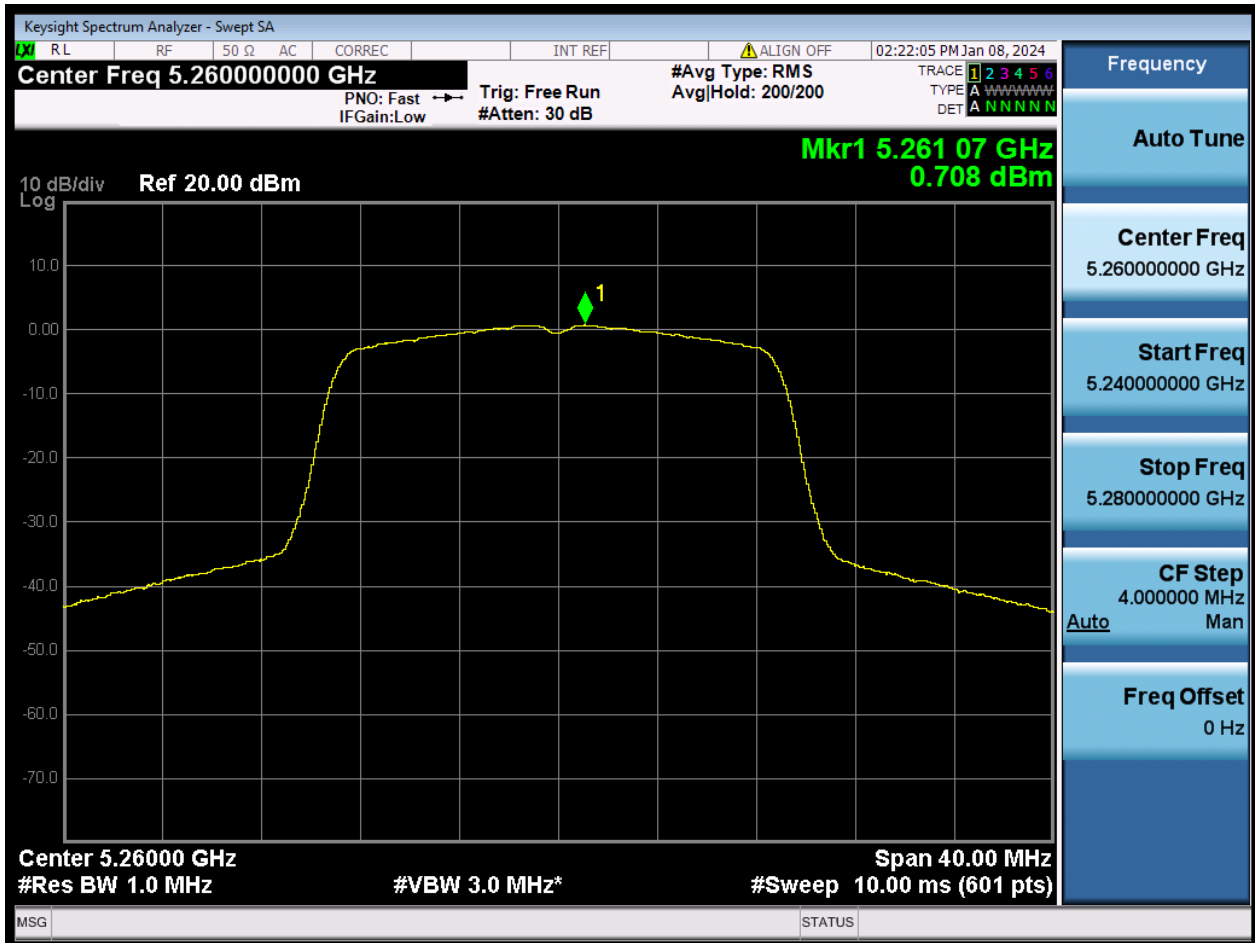 Keysight Spectrum Analyzer - Swept SA
LXI RL RF 50 Ω AC CORREC INT REF ALIGN OFF 02:22:05 PM Jan 08, 2024
Center Freq 5.260000000 GHz
PNO: Fast
IFGain:Low
Trig: Free Run
#Atten: 30 dB
#Avg Type: RMS
Avg|Hold: 200/200
TRACE 1 2 3 4 5 6
TYPE A WWWWW
DET A N N N N N
Mkr1 5.261 07 GHz
0.708 dBm
10 dB/div Ref 20.00 dBm
Log
10.0
0.00
-10.0
-20.0
-30.0
-40.0
-50.0
-60.0
-70.0
1
Center 5.26000 GHz Span 40.00 MHz
#Res BW 1.0 MHz #VBW 3.0 MHz* #Sweep 10.00 ms (601 pts)
MSG STATUS
Frequency
Auto Tune
Center Freq
5.260000000 GHz
Start Freq
5.240000000 GHz
Stop Freq
5.280000000 GHz
CF Step
4.000000 MHz
Auto Man
Freq Offset
0 Hz